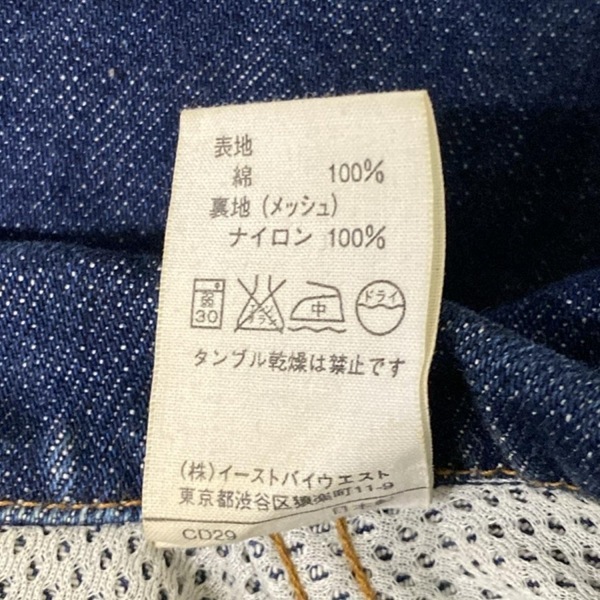 表地
綿 100%
裏地(メッシュ)
ナイロン 100%
弱 30 中 ドライ
タンブル乾燥は禁止です
(株)イーストバイウエスト
東京都渋谷区猿楽町11-9
日本製
CD29